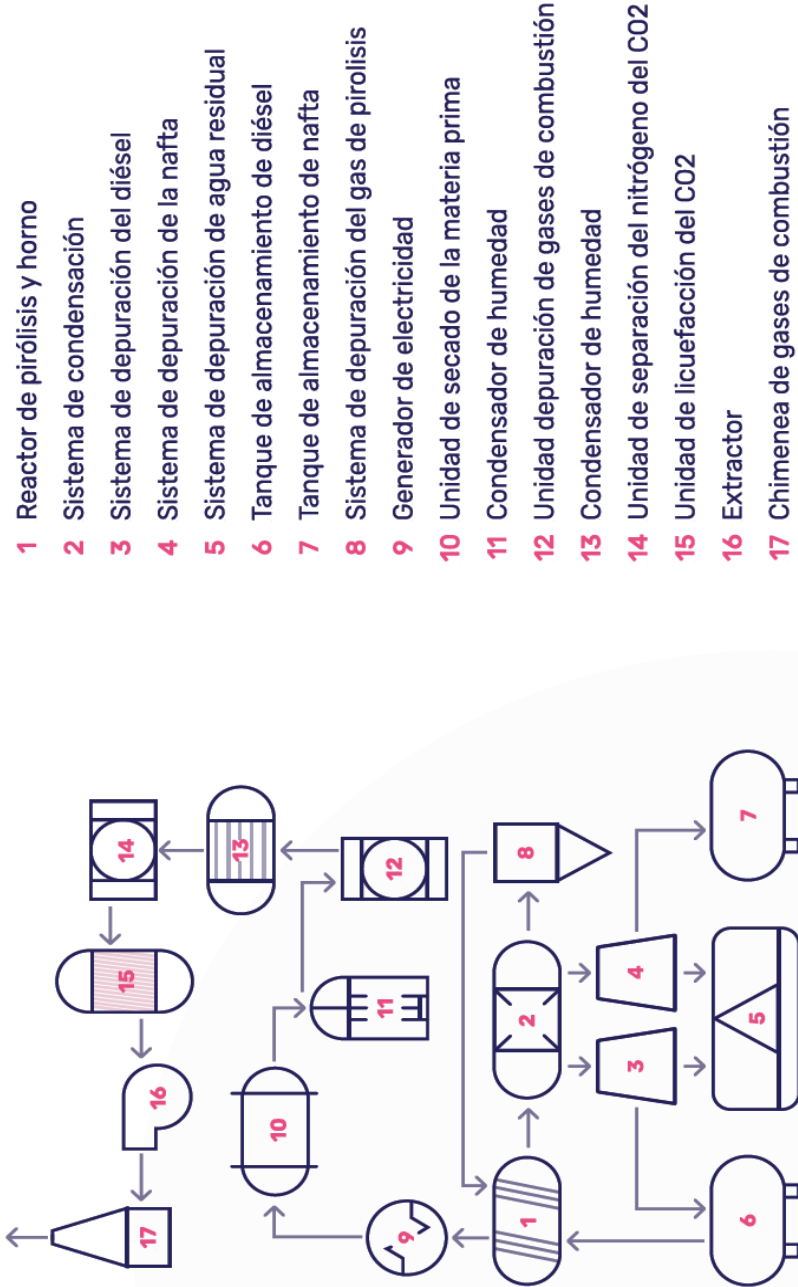 1 Reactor de pirólisis y horno
2 Sistema de condensación
3 Sistema de depuración del diésel
4 Sistema de depuración de la nafta
5 Sistema de depuración de agua residual
6 Tanque de almacenamiento de diésel
7 Tanque de almacenamiento de nafta
8 Sistema de depuración del gas de pirolisis
9 Generador de electricidad
10 Unidad de secado de la materia prima
11 Condensador de humedad
12 Unidad depuración de gases de combustión
13 Condensador de humedad
14 Unidad de separación del nitrógeno del CO2
15 Unidad de licuefacción del CO2
16 Extractor
17 Chimenea de gases de combustión
17
16
15
14
9
10
11
13
12
1
2
8
3
4
6
5
7